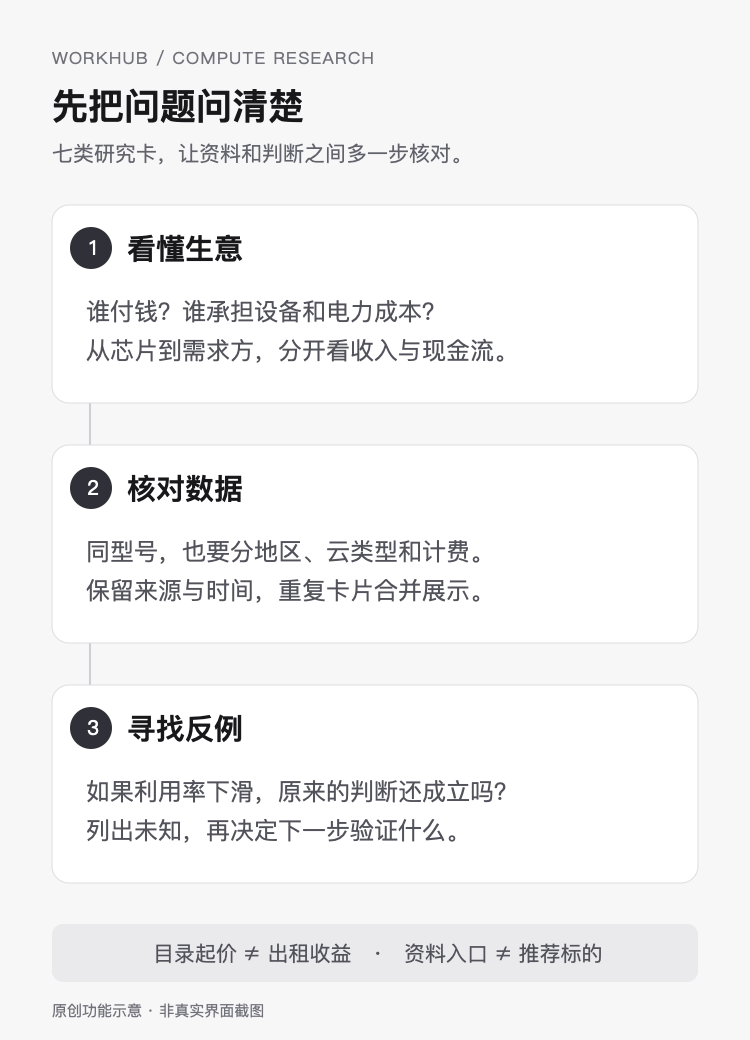 WORKHUB / COMPUTE RESEARCH
先把问题问清楚
七类研究卡，让资料和判断之间多一步核对。
1 看懂生意
谁付钱？谁承担设备和电力成本？
从芯片到需求方，分开看收入与现金流。
2 核对数据
同型号，也要分地区、云类型和计费。
保留来源与时间，重复卡片合并展示。
3 寻找反例
如果利用率下滑，原来的判断还成立吗？
列出未知，再决定下一步验证什么。
目录起价 ≠ 出租收益 · 资料入口 ≠ 推荐标的
原创功能示意 · 非真实界面截图